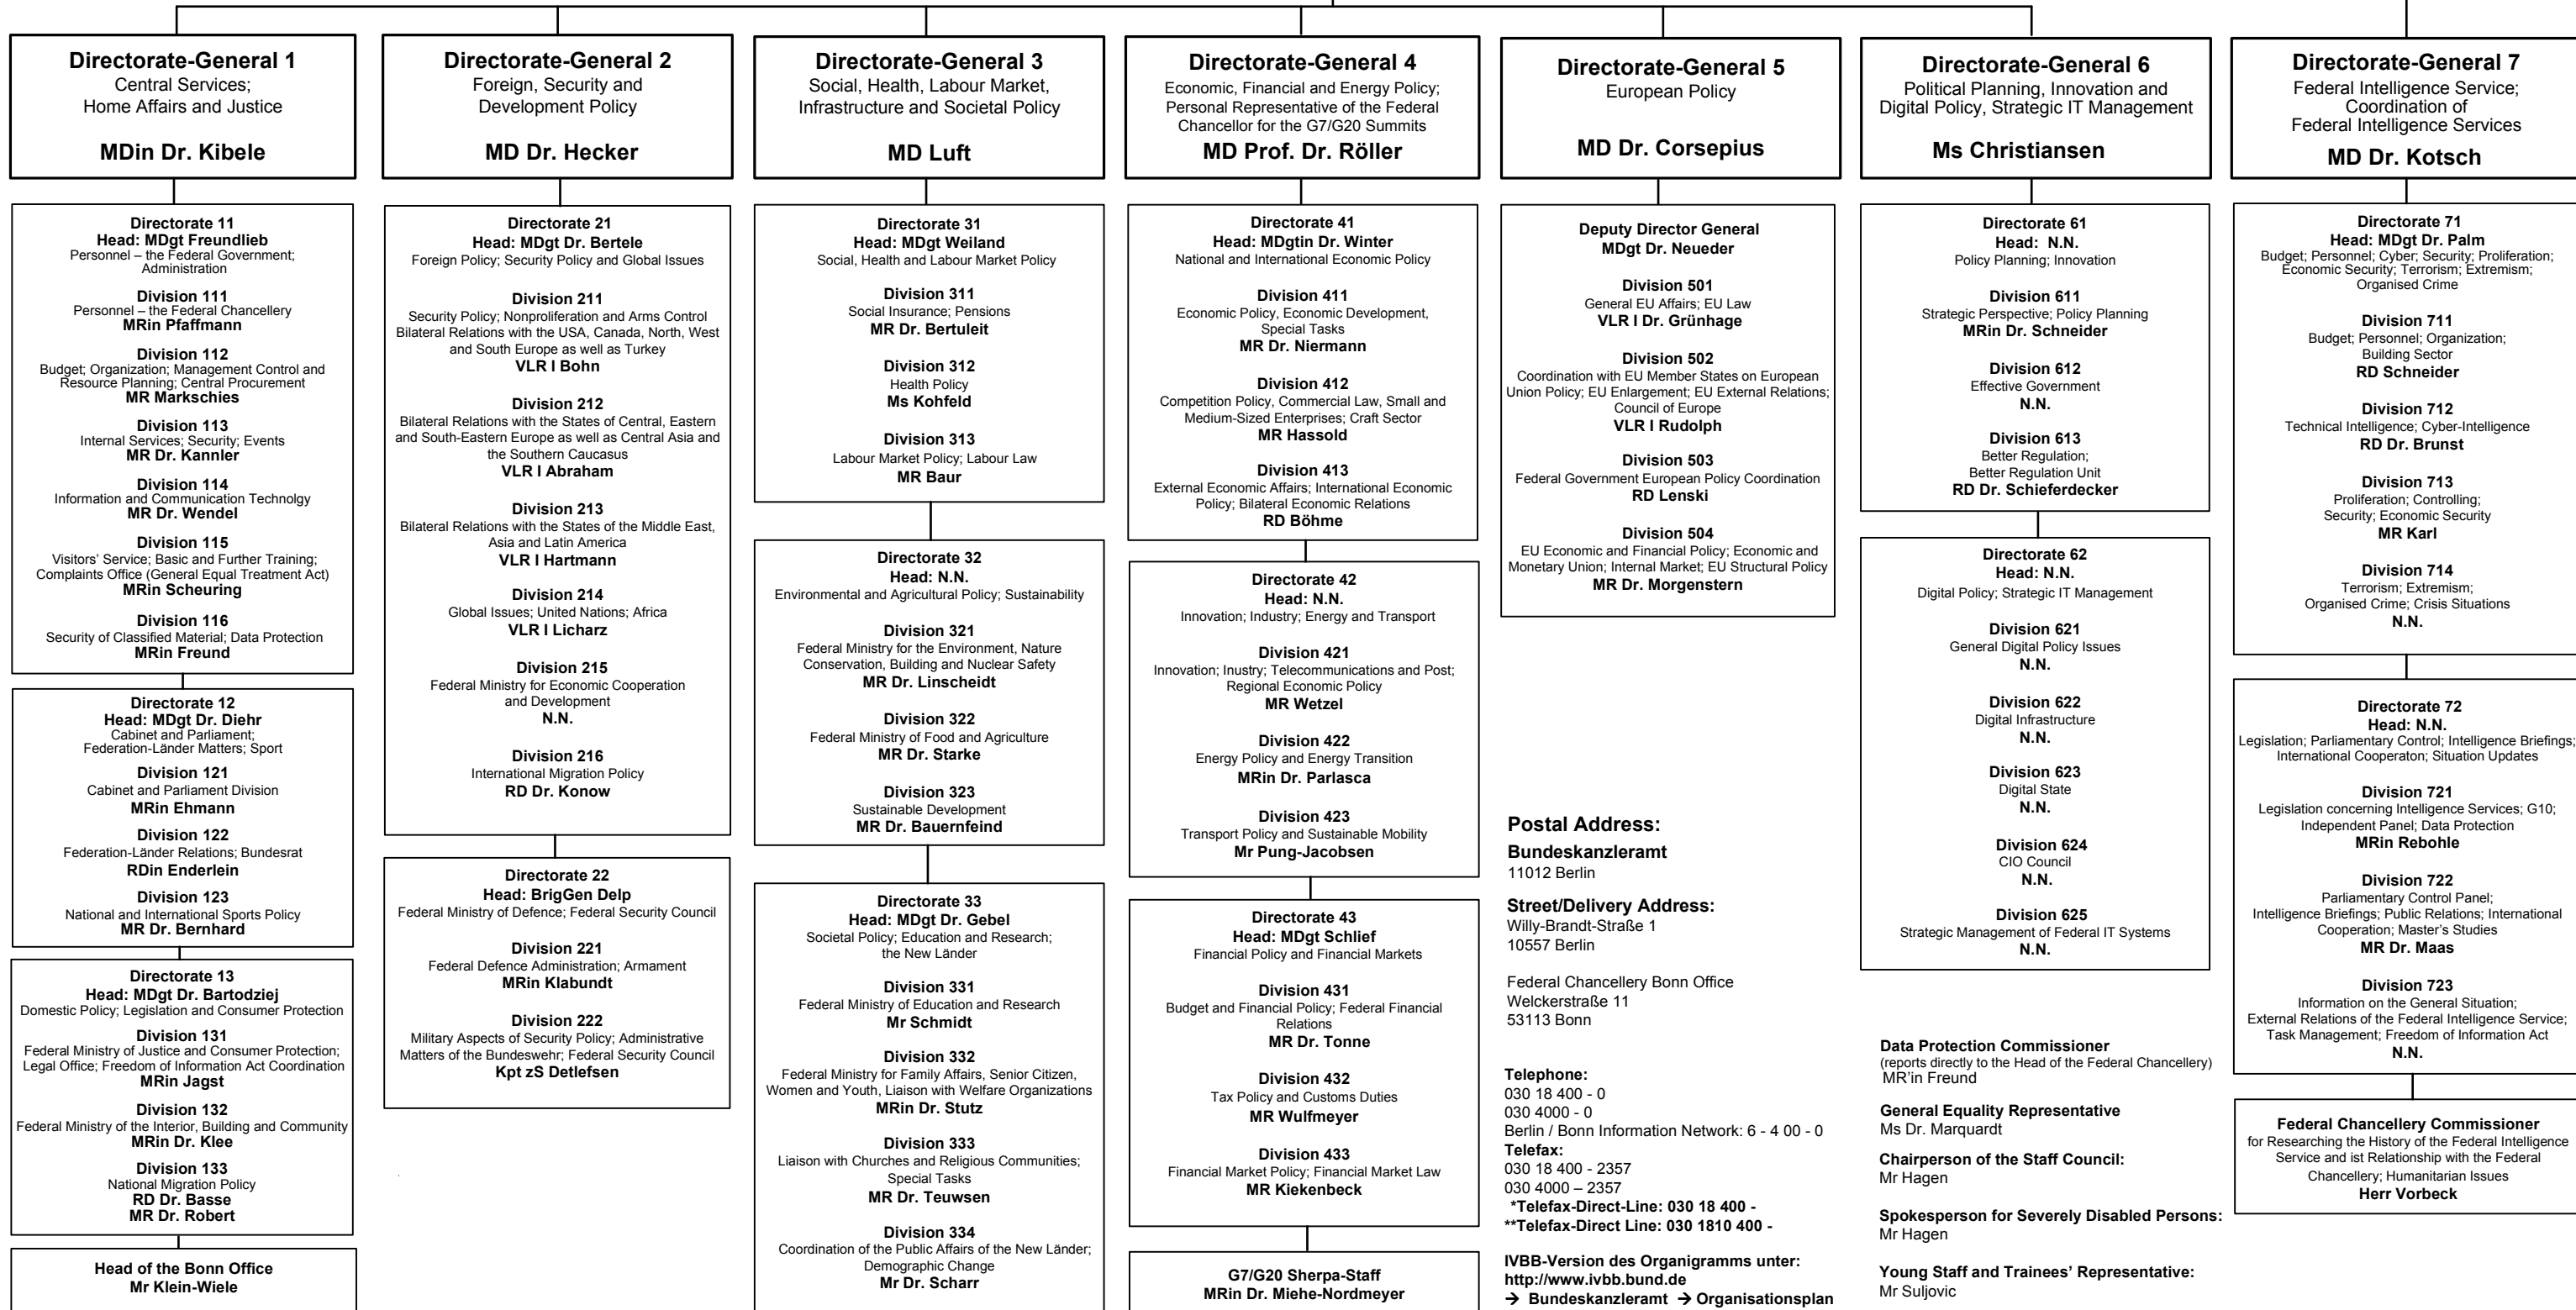 Directorate-General 1
Central Services;
Home Affairs and Justice
MDin Dr. Kibele
Directorate 11
Head: MDgt Freundlieb
Personnel – the Federal Government;
Administration
Division 111
Personnel – the Federal Chancellery
MRin Pfaffmann
Division 112
Budget; Organization; Management Control and
Resource Planning; Central Procurement
MR Markschies
Division 113
Internal Services; Security; Events
MR Dr. Kannler
Division 114
Information and Communication Technolgy
MR Dr. Wendel
Division 115
Visitors’ Service; Basic and Further Training;
Complaints Office (General Equal Treatment Act)
MRin Scheuring
Division 116
Security of Classified Material; Data Protection
MRin Freund
Directorate 12
Head: MDgt Dr. Diehr
Cabinet and Parliament;
Federation-Länder Matters; Sport
Division 121
Cabinet and Parliament Division
MRin Ehmann
Division 122
Federation-Länder Relations; Bundesrat
RDin Enderlein
Division 123
National and International Sports Policy
MR Dr. Bernhard
Directorate 13
Head: MDgt Dr. Bartodziej
Domestic Policy; Legislation and Consumer Protection
Division 131
Federal Ministry of Justice and Consumer Protection;
Legal Office; Freedom of Information Act Coordination
MRin Jagst
Division 132
Federal Ministry of the Interior, Building and Community
MRin Dr. Klee
Division 133
National Migration Policy
RD Dr. Basse
MR Dr. Robert
Head of the Bonn Office
Mr Klein-Wiele
Directorate-General 2
Foreign, Security and
Development Policy
MD Dr. Hecker
Directorate 21
Head: MDgt Dr. Bertele
Foreign Policy; Security Policy and Global Issues
Division 211
Security Policy; Nonproliferation and Arms Control
Bilateral Relations with the USA, Canada, North, West
and South Europe as well as Turkey
VLR I Bohn
Division 212
Bilateral Relations with the States of Central, Eastern
and South-Eastern Europe as well as Central Asia and
the Southern Caucasus
VLR I Abraham
Division 213
Bilateral Relations with the States of the Middle East,
Asia and Latin America
VLR I Hartmann
Division 214
Global Issues; United Nations; Africa
VLR I Licharz
Division 215
Federal Ministry for Economic Cooperation
and Development
N.N.
Division 216
International Migration Policy
RD Dr. Konow
Directorate 22
Head: BrigGen Delp
Federal Ministry of Defence; Federal Security Council
Division 221
Federal Defence Administration; Armament
MRin Klabundt
Division 222
Military Aspects of Security Policy; Administrative
Matters of the Bundeswehr; Federal Security Council
Kpt zS Detlefsen
Directorate-General 3
Social, Health, Labour Market,
Infrastructure and Societal Policy
MD Luft
Directorate 31
Head: MDgt Weiland
Social, Health and Labour Market Policy
Division 311
Social Insurance; Pensions
MR Dr. Bertuleit
Division 312
Health Policy
Ms Kohfeld
Division 313
Labour Market Policy; Labour Law
MR Baur
Directorate 32
Head: N.N.
Environmental and Agricultural Policy; Sustainability
Division 321
Federal Ministry for the Environment, Nature
Conservation, Building and Nuclear Safety
MR Dr. Linscheidt
Division 322
Federal Ministry of Food and Agriculture
MR Dr. Starke
Division 323
Sustainable Development
MR Dr. Bauernfeind
Directorate 33
Head: MDgt Dr. Gebel
Societal Policy; Education and Research;
the New Länder
Division 331
Federal Ministry of Education and Research
Mr Schmidt
Division 332
Federal Ministry for Family Affairs, Senior Citizen,
Women and Youth, Liaison with Welfare Organizations
MRin Dr. Stutz
Division 333
Liaison with Churches and Religious Communities;
Special Tasks
MR Dr. Teuwsen
Division 334
Coordination of the Public Affairs of the New Länder;
Demographic Change
Mr Dr. Scharr
Directorate-General 4
Economic, Financial and Energy Policy;
Personal Representative of the Federal
Chancellor for the G7/G20 Summits
MD Prof. Dr. Röller
Directorate 41
Head: MDgtin Dr. Winter
National and International Economic Policy
Division 411
Economic Policy, Economic Development,
Special Tasks
MR Dr. Niermann
Division 412
Competition Policy, Commercial Law, Small and
Medium-Sized Enterprises; Craft Sector
MR Hassold
Division 413
External Economic Affairs; International Economic
Policy; Bilateral Economic Relations
RD Böhme
Directorate 42
Head: N.N.
Innovation; Industry; Energy and Transport
Division 421
Innovation; Inustry; Telecommunications and Post;
Regional Economic Policy
MR Wetzel
Division 422
Energy Policy and Energy Transition
MRin Dr. Parlasca
Division 423
Transport Policy and Sustainable Mobility
Mr Pung-Jacobsen
Directorate 43
Head: MDgt Schlief
Financial Policy and Financial Markets
Division 431
Budget and Financial Policy; Federal Financial
Relations
MR Dr. Tonne
Division 432
Tax Policy and Customs Duties
MR Wulfmeyer
Division 433
Financial Market Policy; Financial Market Law
MR Kiekenbeck
G7/G20 Sherpa-Staff
MRin Dr. Miehe-Nordmeyer
Directorate-General 5
European Policy
MD Dr. Corsepius
Deputy Director General
MDgt Dr. Neueder
Division 501
General EU Affairs; EU Law
VLR I Dr. Grünhage
Division 502
Coordination with EU Member States on European
Union Policy; EU Enlargement; EU External Relations;
Council of Europe
VLR I Rudolph
Division 503
Federal Government European Policy Coordination
RD Lenski
Division 504
EU Economic and Financial Policy; Economic and
Monetary Union; Internal Market; EU Structural Policy
MR Dr. Morgenstern
Postal Address:
Bundeskanzleramt
11012 Berlin
Street/Delivery Address:
Willy-Brandt-Straße 1
10557 Berlin
Federal Chancellery Bonn Office
Welckerstraße 11
53113 Bonn
Telephone:
030 18 400 - 0
030 4000 - 0
Berlin / Bonn Information Network: 6 - 4 00 - 0
Telefax:
030 18 400 - 2357
030 4000 – 2357
*Telefax-Direct-Line: 030 18 400 -
**Telefax-Direct Line: 030 1810 400 -
IVBB-Version des Organigramms unter:
http://www.ivbb.bund.de
→ Bundeskanzleramt → Organisationsplan
Directorate-General 6
Political Planning, Innovation and
Digital Policy, Strategic IT Management
Ms Christiansen
Directorate 61
Head: N.N.
Policy Planning; Innovation
Division 611
Strategic Perspective; Policy Planning
MRin Dr. Schneider
Division 612
Effective Government
N.N.
Division 613
Better Regulation;
Better Regulation Unit
RD Dr. Schieferdecker
Directorate 62
Head: N.N.
Digital Policy; Strategic IT Management
Division 621
General Digital Policy Issues
N.N.
Division 622
Digital Infrastructure
N.N.
Division 623
Digital State
N.N.
Division 624
CIO Council
N.N.
Division 625
Strategic Management of Federal IT Systems
N.N.
Data Protection Commissioner
(reports directly to the Head of the Federal Chancellery)
MR’in Freund
General Equality Representative
Ms Dr. Marquardt
Chairperson of the Staff Council:
Mr Hagen
Spokesperson for Severely Disabled Persons:
Mr Hagen
Young Staff and Trainees’ Representative:
Mr Suljovic
Directorate-General 7
Federal Intelligence Service;
Coordination of
Federal Intelligence Services
MD Dr. Kotsch
Directorate 71
Head: MDgt Dr. Palm
Budget; Personnel; Cyber; Security; Proliferation;
Economic Security; Terrorism; Extremism;
Organised Crime
Division 711
Budget; Personnel; Organization;
Building Sector
RD Schneider
Division 712
Technical Intelligence; Cyber-Intelligence
RD Dr. Brunst
Division 713
Proliferation; Controlling;
Security; Economic Security
MR Karl
Division 714
Terrorism; Extremism;
Organised Crime; Crisis Situations
N.N.
Directorate 72
Head: N.N.
Legislation; Parliamentary Control; Intelligence Briefings;
International Cooperaton; Situation Updates
Division 721
Legislation concerning Intelligence Services; G10;
Independent Panel; Data Protection
MRin Rebohle
Division 722
Parliamentary Control Panel;
Intelligence Briefings; Public Relations; International
Cooperation; Master’s Studies
MR Dr. Maas
Division 723
Information on the General Situation;
External Relations of the Federal Intelligence Service;
Task Management; Freedom of Information Act
N.N.
Federal Chancellery Commissioner
for Researching the History of the Federal Intelligence
Service and ist Relationship with the Federal
Chancellery; Humanitarian Issues
Herr Vorbeck